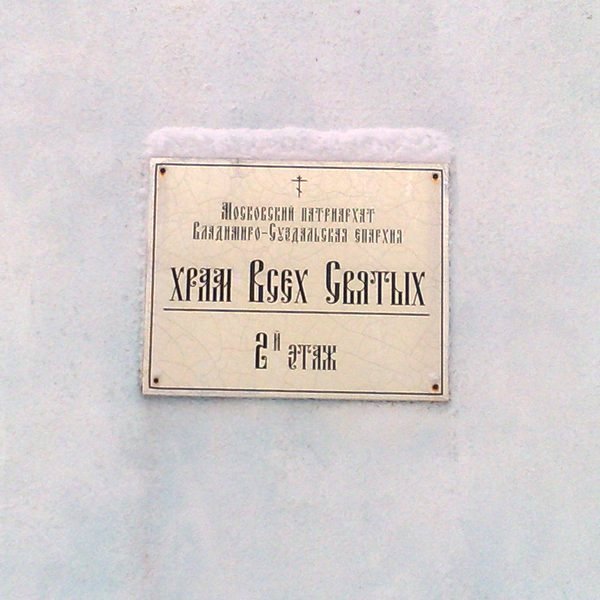 Московский патриархат
Владимиро-Суздальская епархия
храм Всех Святых
2й этаж